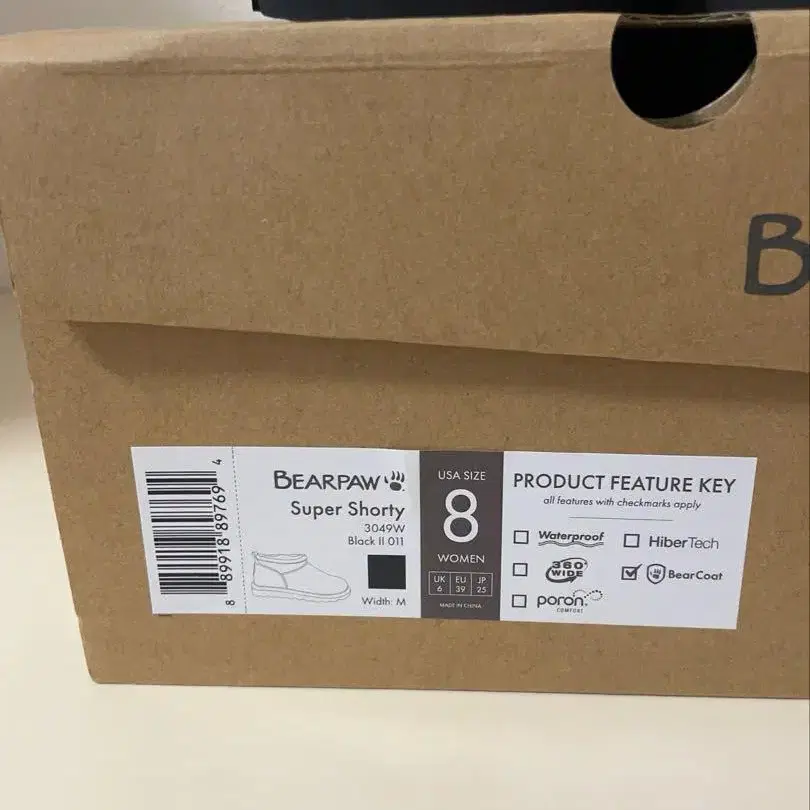 B
8 89918 89769 4
BEARPAW
Super Shorty
3049W
Black II 011
Width: M
USA SIZE
8
WOMEN
UK EU JP
6 39 25
MADE IN CHINA
PRODUCT FEATURE KEY
all features with checkmarks apply
Waterproof
HiberTech
360°
WIDE
BearCoat
poron
COMFORT